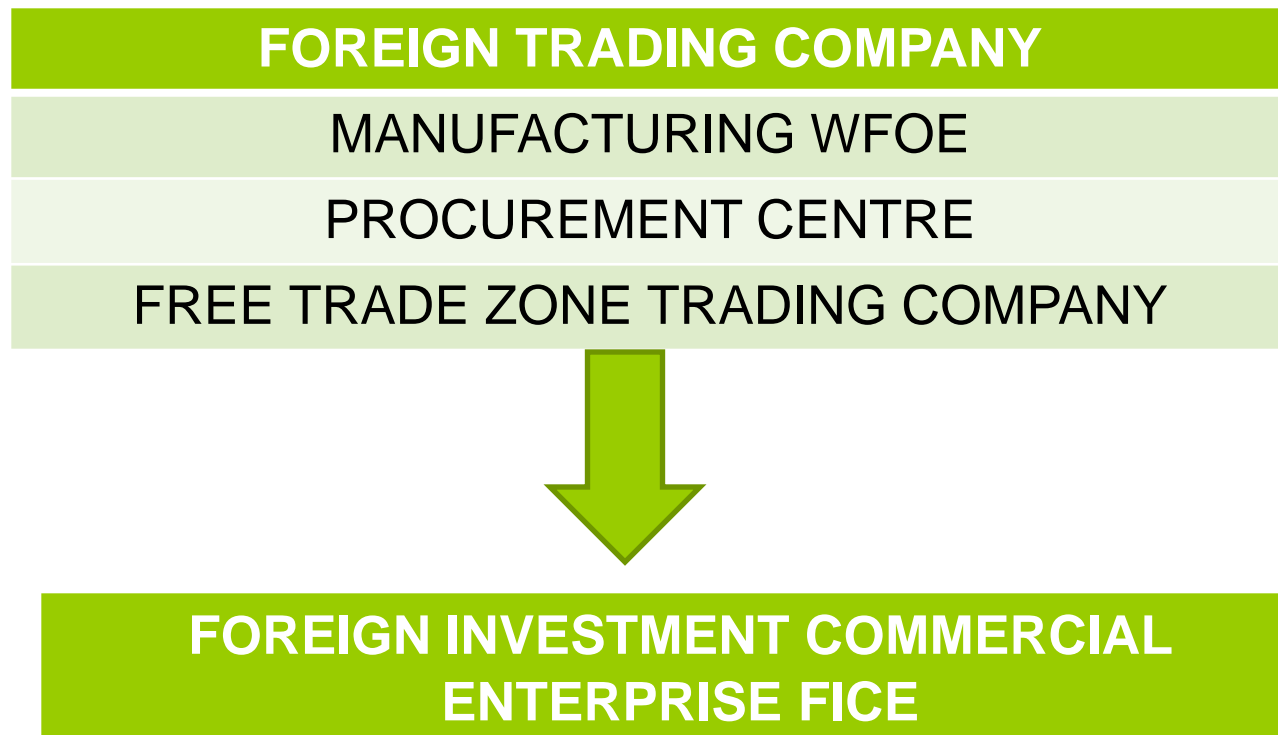 FOREIGN TRADING COMPANY
MANUFACTURING WFOE
PROCUREMENT CENTRE
FREE TRADE ZONE TRADING COMPANY
FOREIGN INVESTMENT COMMERCIAL
ENTERPRISE FICE